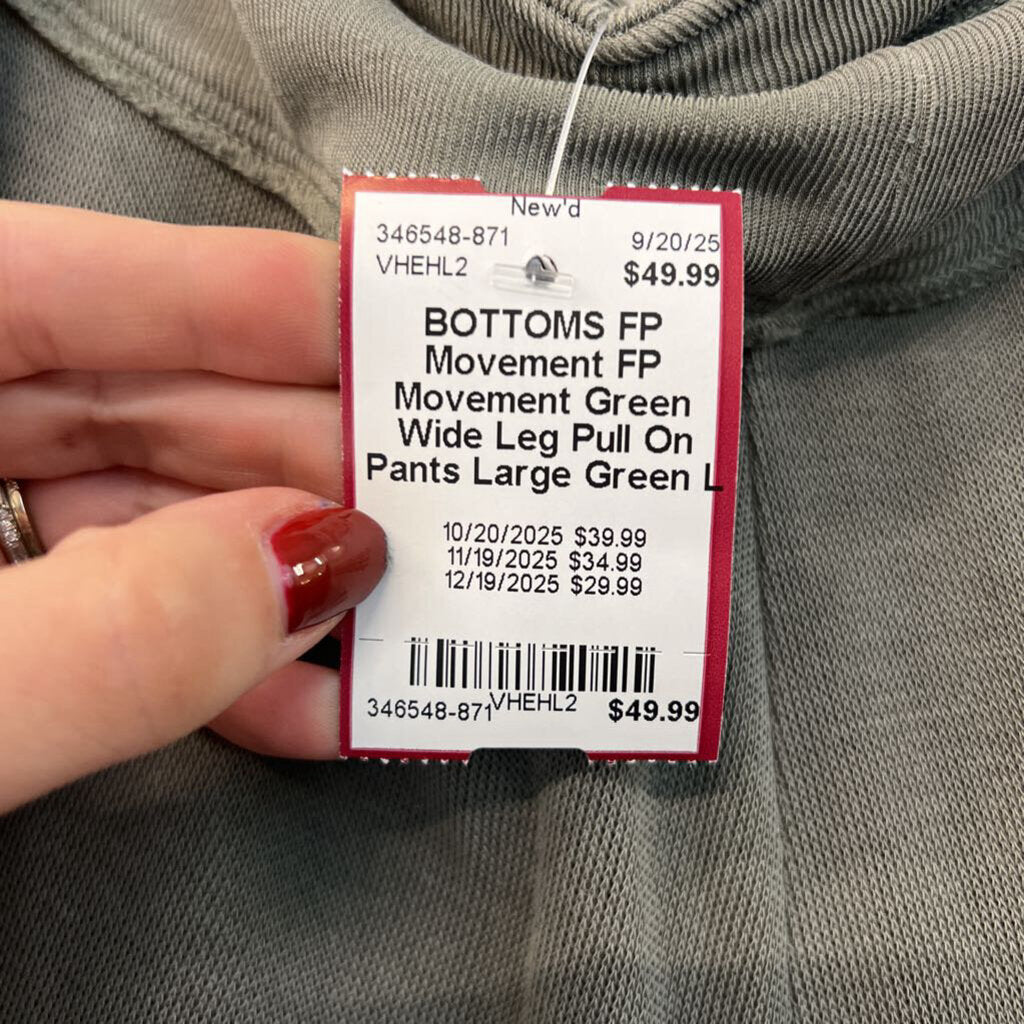 New'd
346548-871 9/20/25
VHEHL2 $49.99
BOTTOMS FP
Movement FP
Movement Green
Wide Leg Pull On
Pants Large Green L
10/20/2025 $39.99
11/19/2025 $34.99
12/19/2025 $29.99
346548-871 VHEHL2 $49.99